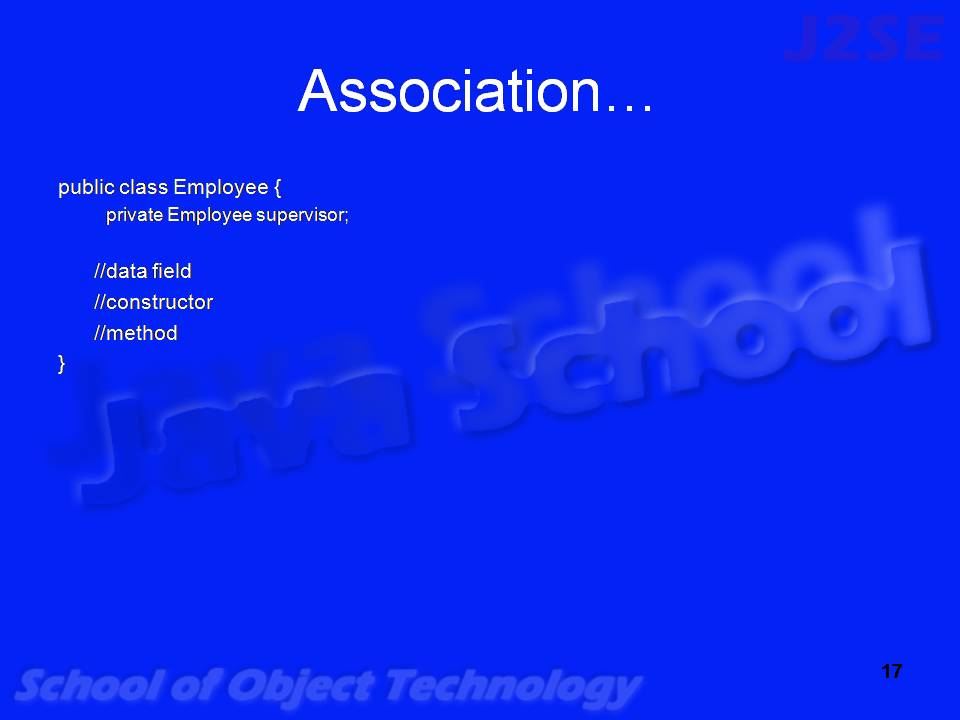 J2SE
Association…
public class Employee {
private Employee supervisor;
//data field
//constructor
//method
}
Java School
School of Object Technology
17